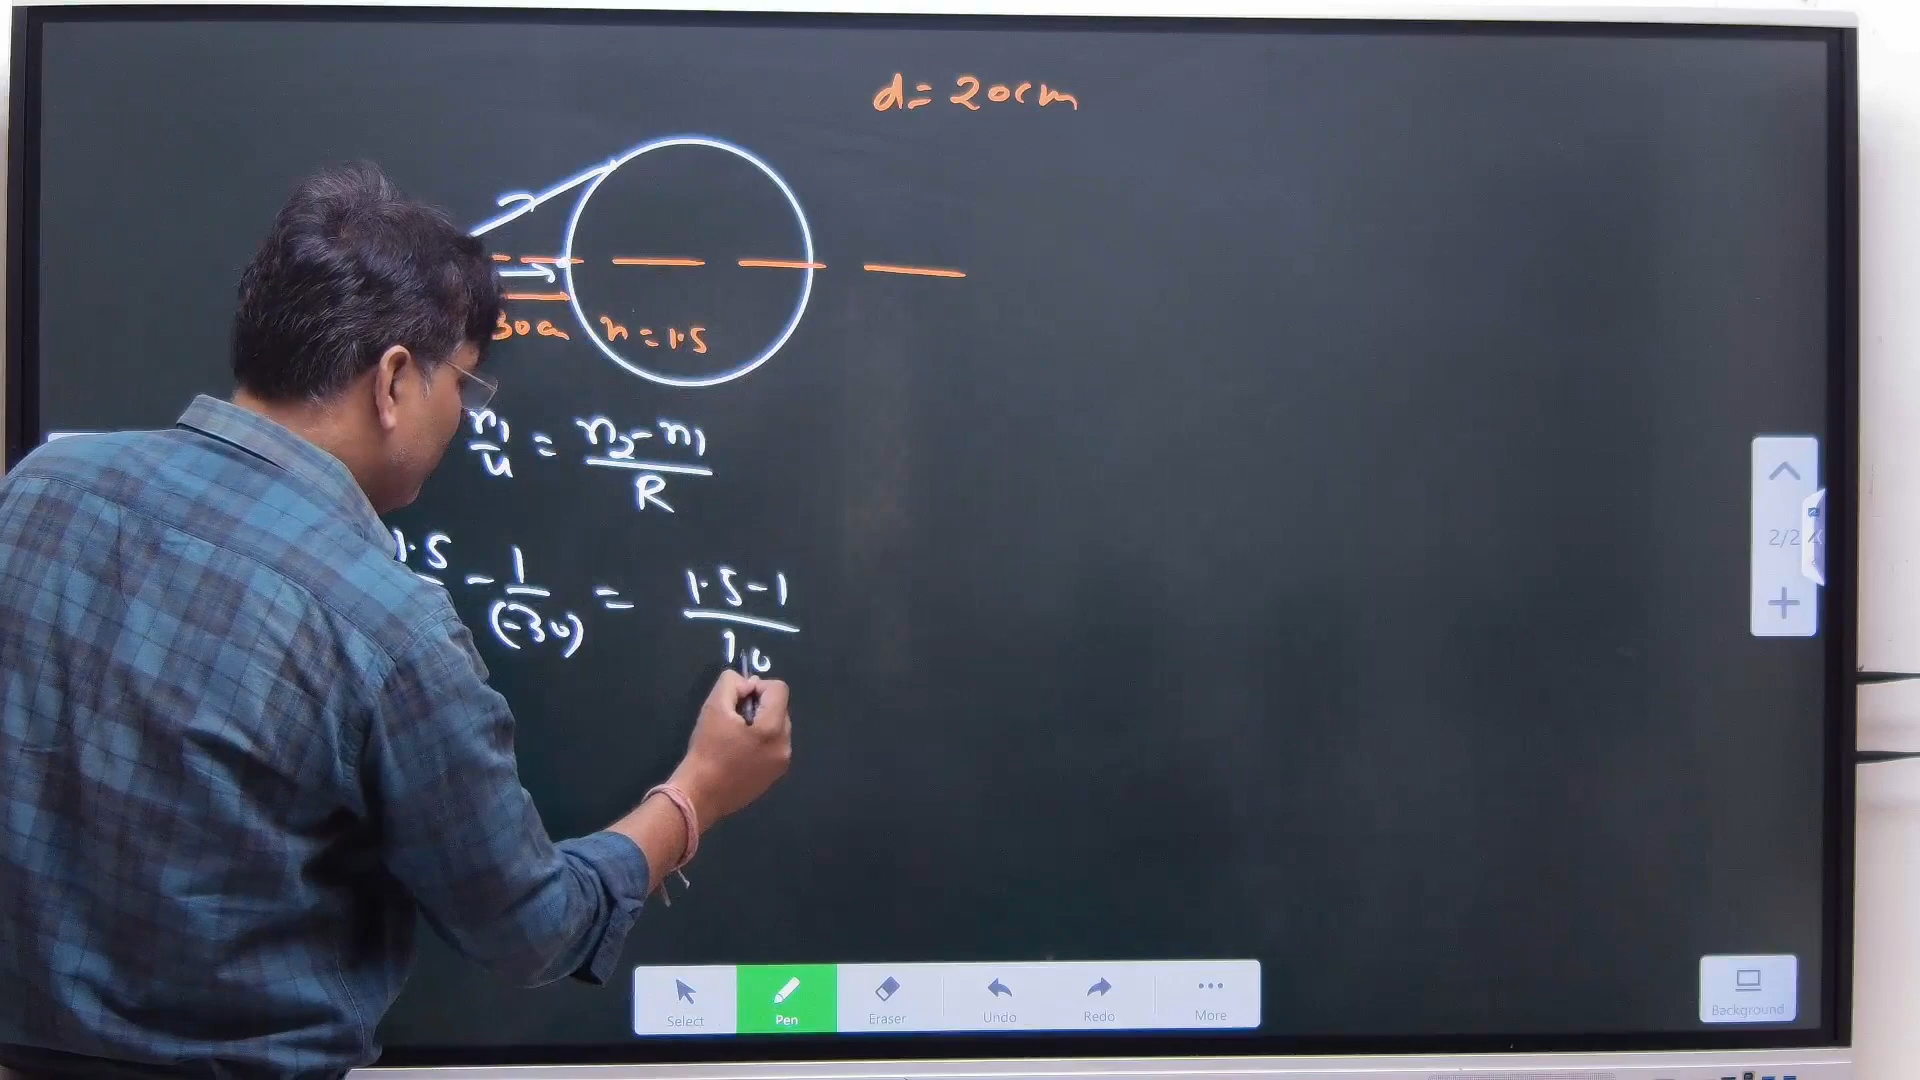 d = 20cm
30cm n = 1.5
n1/u = n2-n1/R
1.5 - 1/(-30) = 1.5-1/10
2/2
Select Pen Eraser Undo Redo More
Background